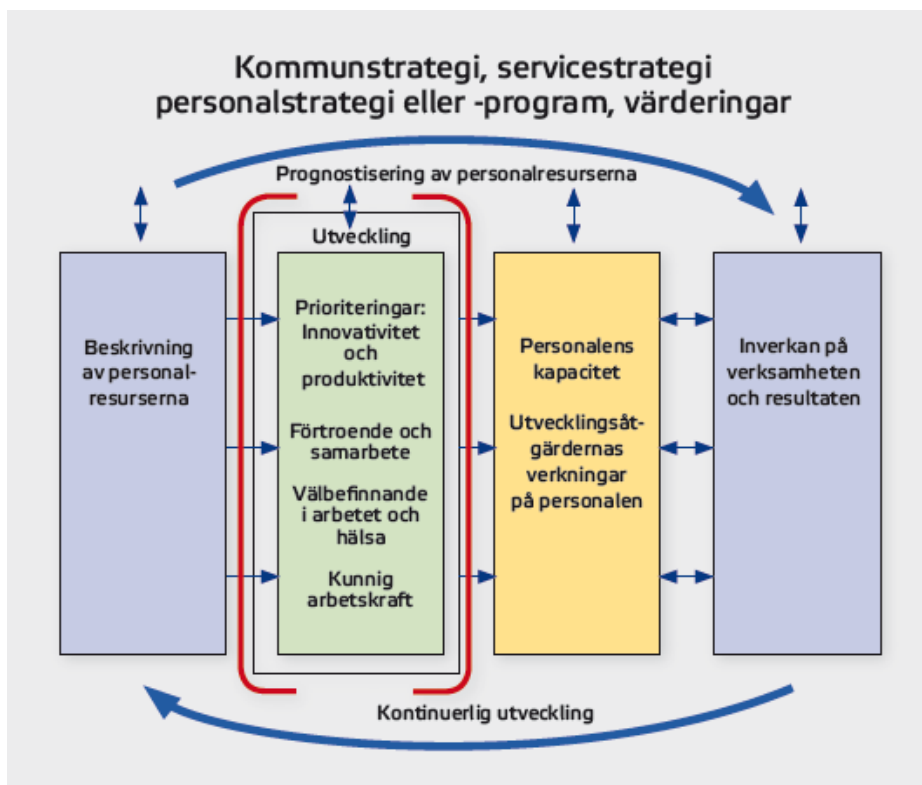 Kommunstrategi, servicestrategi
personalstrategi eller -program, värderingar
Prognostisering av personalresurserna
Beskrivning
av personal-
resurserna
Utveckling
Prioriteringar:
Innovativitet
och
produktivitet
Förtroende och
samarbete
Välbefinnande
i arbetet och
hälsa
Kunnig
arbetskraft
Personalens
kapacitet
Utvecklingsåt-
gärdernas
verkningar
på personalen
Inverkan på
verksamheten
och resultaten
Kontinuerlig utveckling